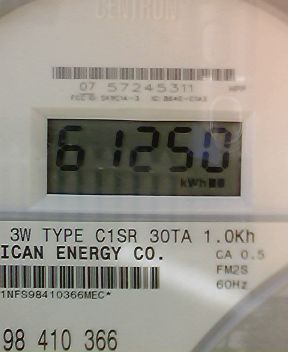 CENTRON
07 57245311
61250
kWh
3W TYPE C1SR 30TA 1.0Kh
ICAN ENERGY CO.
CA 0.5
FM2S
60Hz
1NFS98410366MEC*
98 410 366